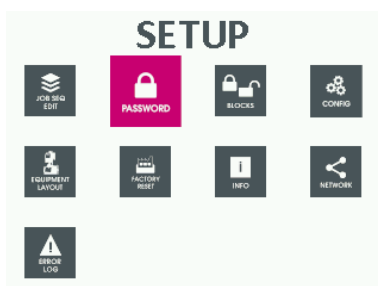 SETUP
JOB SEQ
EDIT
PASSWORD
BLOCKS
CONFIG
EQUIPMENT
LAYOUT
FACTORY
RESET
i
INFO
NETWORK
ERROR
LOG